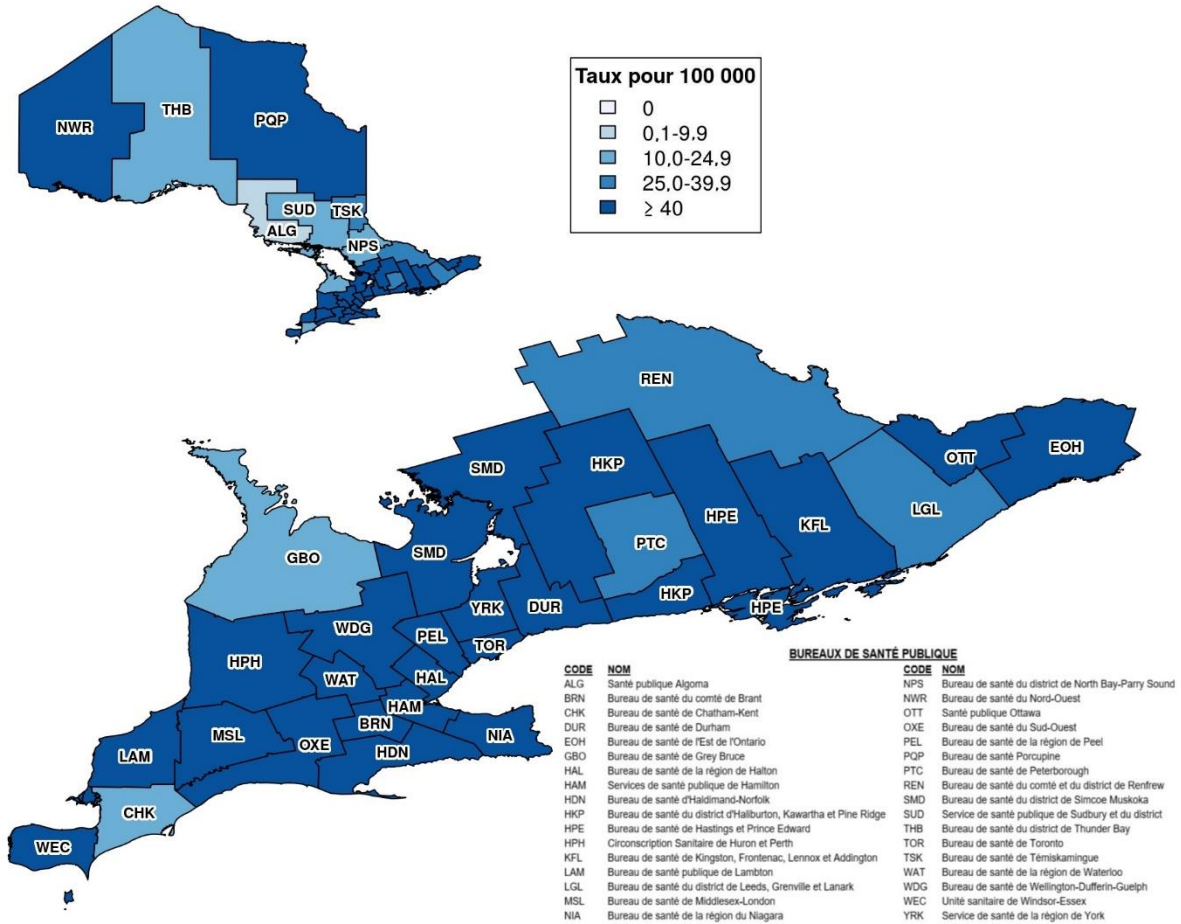 Taux pour 100 000
0
0,1-9,9
10,0-24,9
25,0-39,9
≥ 40
NWR
THB
PQP
SUD
TSK
ALG
NPS
REN
SMD
HKP
OTT
EOH
HPE
KFL
LGL
GBO
SMD
PTC
HKP
HPE
YRK
DUR
WDG
PEL
TOR
HPH
WAT
HAL
HAM
BRN
MSL
OXE
HDN
NIA
LAM
CHK
WEC
BUREAUX DE SANTÉ PUBLIQUE
CODE NOM
ALG Santé publique Algoma
BRN Bureau de santé du comté de Brant
CHK Bureau de santé de Chatham-Kent
DUR Bureau de santé de Durham
EOH Bureau de santé de l'Est de l'Ontario
GBO Bureau de santé de Grey Bruce
HAL Bureau de santé de la région de Halton
HAM Services de santé publique de Hamilton
HDN Bureau de santé d'Haldimand-Norfolk
HKP Bureau de santé du district d'Haliburton, Kawartha et Pine Ridge
HPE Bureau de santé de Hastings et Prince Edward
HPH Circonscription Sanitaire de Huron et Perth
KFL Bureau de santé de Kingston, Frontenac, Lennox et Addington
LAM Bureau de santé publique de Lambton
LGL Bureau de santé du district de Leeds, Grenville et Lanark
MSL Bureau de santé de Middlesex-London
NIA Bureau de santé de la région du Niagara
CODE NOM
NPS Bureau de santé du district de North Bay-Parry Sound
NWR Bureau de santé du Nord-Ouest
OTT Santé publique Ottawa
OXE Bureau de santé du Sud-Ouest
PEL Bureau de santé de la région de Peel
PQP Bureau de santé Porcupine
PTC Bureau de santé de Peterborough
REN Bureau de santé du comté et du district de Renfrew
SMD Bureau de santé du district de Simcoe Muskoka
SUD Service de santé publique de Sudbury et du district
THB Bureau de santé du district de Thunder Bay
TOR Bureau de santé de Toronto
TSK Bureau de santé de Témiskamingue
WAT Bureau de santé de la région de Waterloo
WDG Bureau de santé de Wellington-Dufferin-Guelph
WEC Unité sanitaire de Windsor-Essex
YRK Service de santé de la région de York